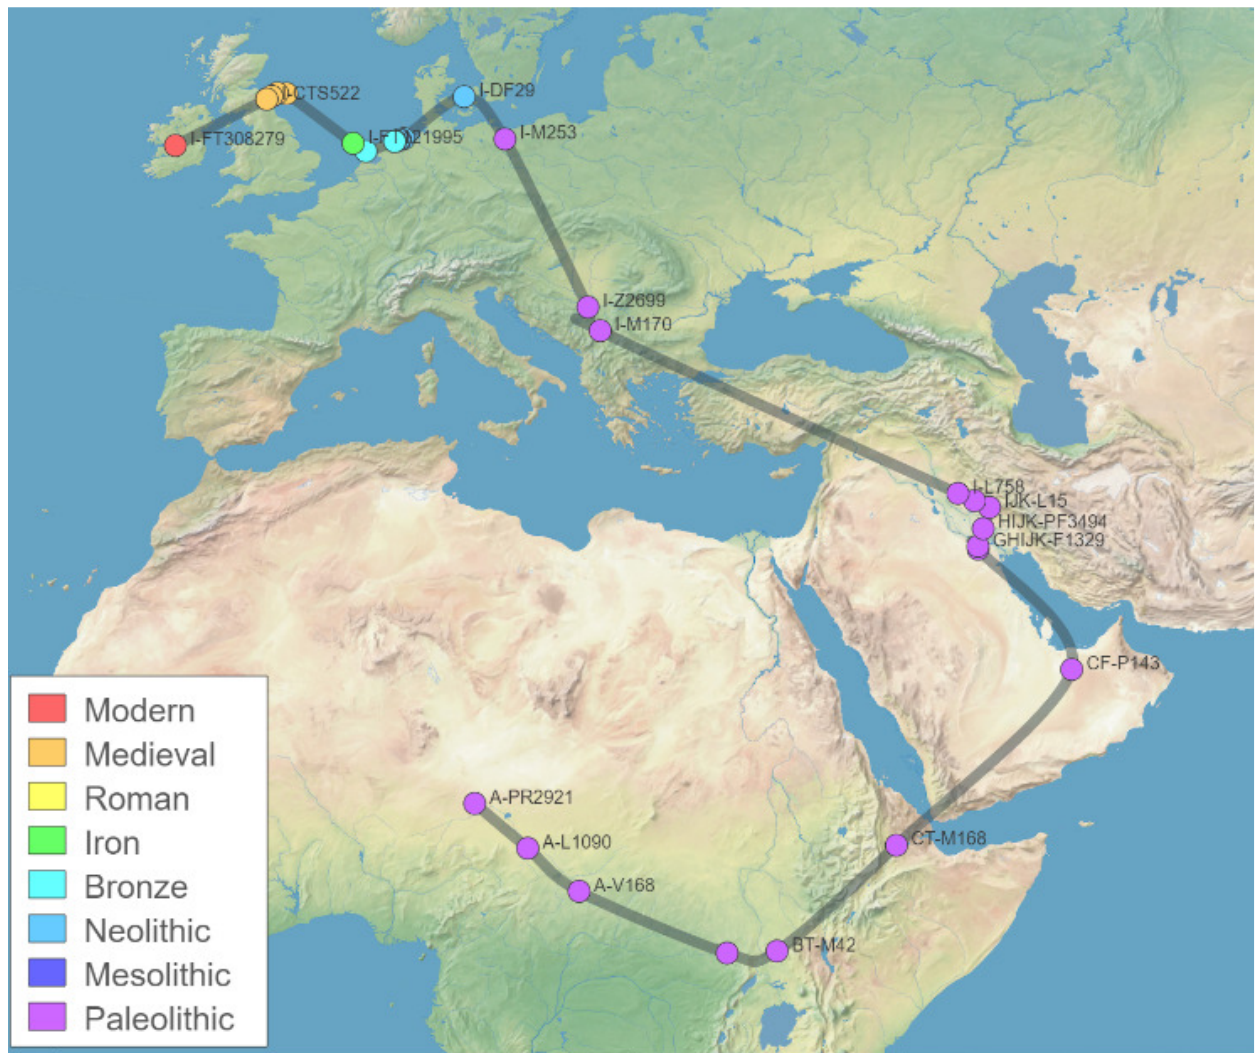 I-CTS522
I-DF29
I-FT308279
I-FT121995
I-M253
I-Z2699
I-M170
I-L758
IJK-L15
HIJK-PF3494
GHIJK-F1329
CF-P143
A-PR2921
A-L1090
CT-M168
A-V168
BT-M42
Modern
Medieval
Roman
Iron
Bronze
Neolithic
Mesolithic
Paleolithic